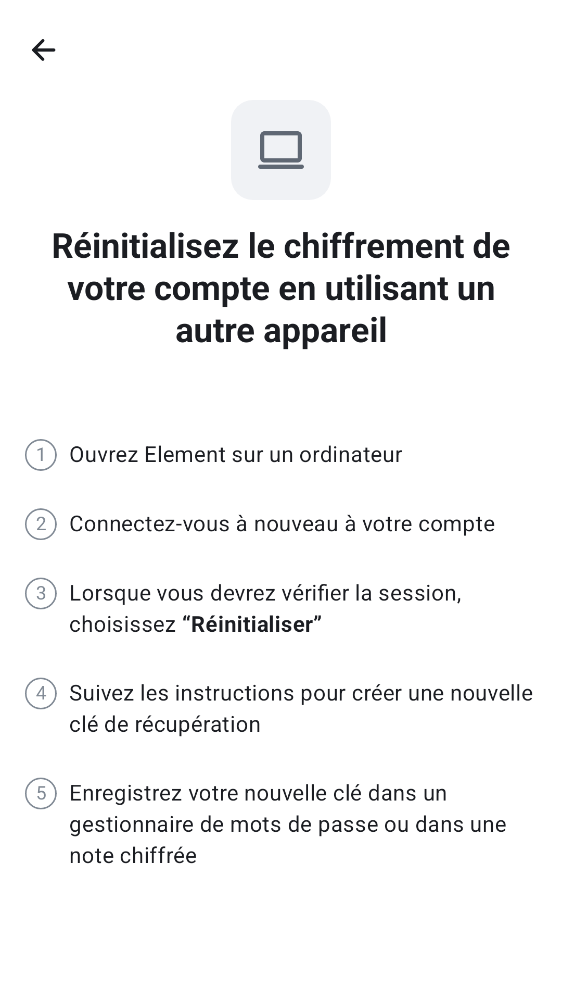 Réinitialisez le chiffrement de
votre compte en utilisant un
autre appareil
1 Ouvrez Element sur un ordinateur
2 Connectez-vous à nouveau à votre compte
3 Lorsque vous devrez vérifier la session,
choisissez “Réinitialiser”
4 Suivez les instructions pour créer une nouvelle
clé de récupération
5 Enregistrez votre nouvelle clé dans un
gestionnaire de mots de passe ou dans une
note chiffrée